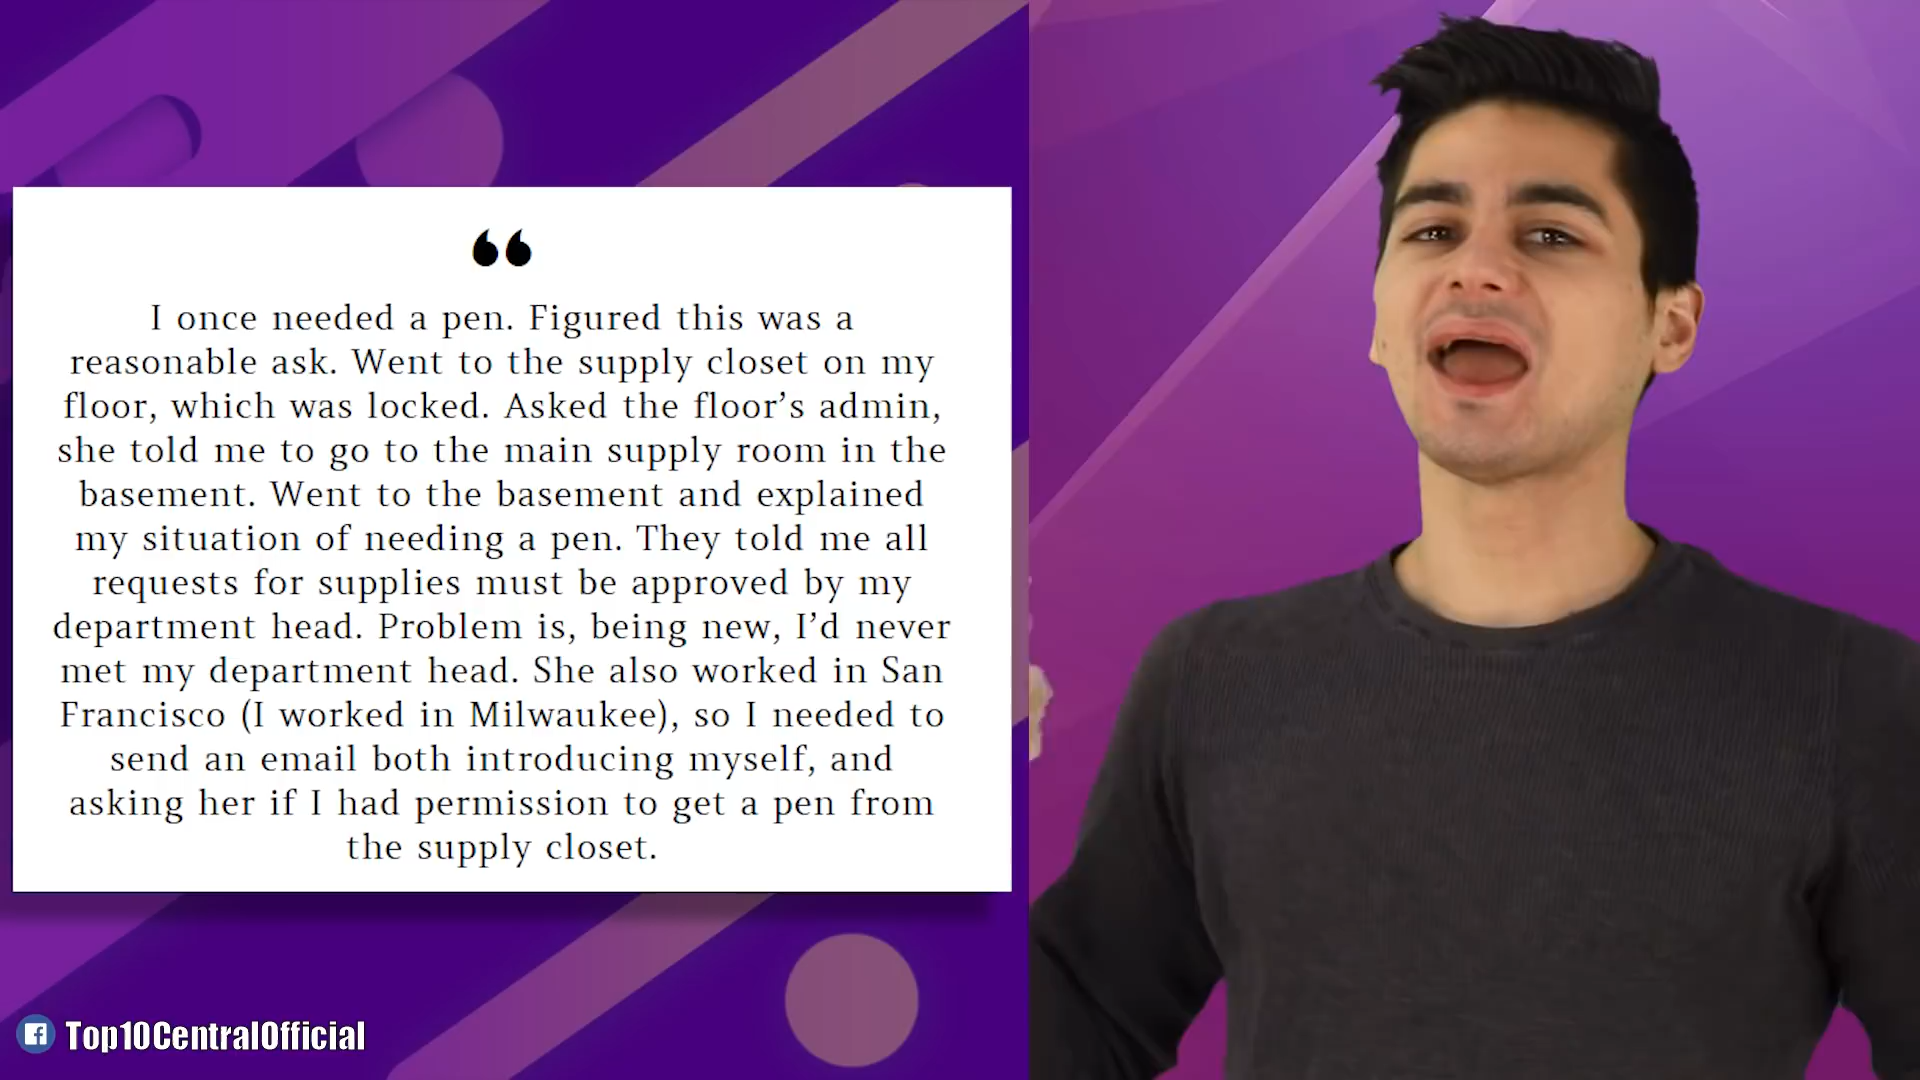 I once needed a pen. Figured this was a
reasonable ask. Went to the supply closet on my
floor, which was locked. Asked the floor’s admin,
she told me to go to the main supply room in the
basement. Went to the basement and explained
my situation of needing a pen. They told me all
requests for supplies must be approved by my
department head. Problem is, being new, I’d never
met my department head. She also worked in San
Francisco (I worked in Milwaukee), so I needed to
send an email both introducing myself, and
asking her if I had permission to get a pen from
the supply closet.
Top10CentralOfficial